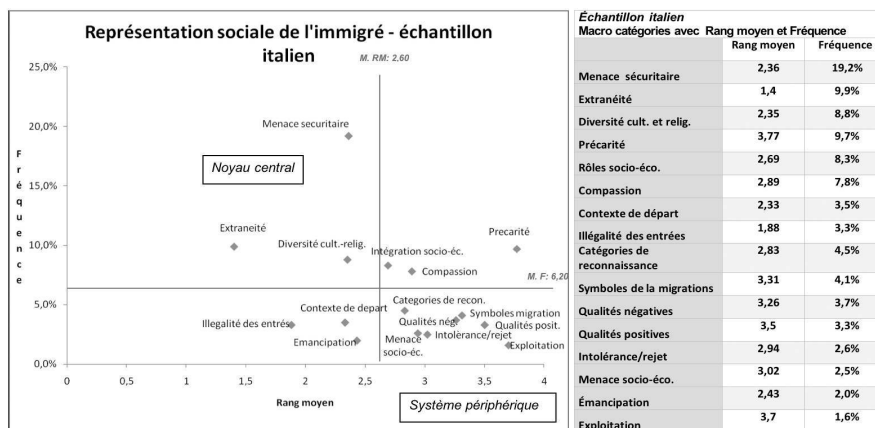 Représentation sociale de l'immigré - échantillon
italien
M. RM: 2.60
25,0%
20,0%
15,0%
10,0%
5,0%
0,0%
Fréquence
Menace securitaire
Noyau central
Extraneité
Diversité cult.-relig.
Intégration socio-éc.
Precarité
Compassion
M. F: 6,20
Categories de recon.
Contexte de depart
Symboles migration
Illegalité des entrés
Qualités nég.
Qualités posit.
Emancipation
Menace
socio-éc.
Intolérance/rejet
Exploitation
0 0,5 1 1,5 2 2,5 3 3,5 4
Rang moyen
Système périphérique
Échantillon italien
Macro catégories avec Rang moyen et Fréquence
Rang moyen Fréquence
Menace sécuritaire 2,36 19,2%
Extranéité 1,4 9,9%
Diversité cult. et relig. 2,35 8,8%
Précarité 3,77 9,7%
Rôles socio-éco. 2,69 8,3%
Compassion 2,89 7,8%
Contexte de départ 2,33 3,5%
Illégalité des entrées 1,88 3,3%
Catégories de
reconnaissance 2,83 4,5%
Symboles de la migrations 3,31 4,1%
Qualités négatives 3,26 3,7%
Qualités positives 3,5 3,3%
Intolérance/rejet 2,94 2,6%
Menace socio-éco. 3,02 2,5%
Émancipation 2,43 2,0%
Exploitation 3,7 1,6%